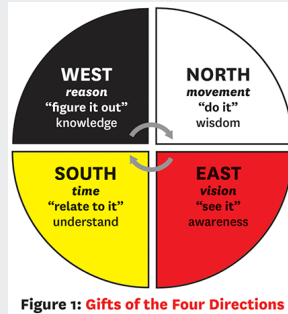 WEST
reason
“figure it out”
knowledge
NORTH
movement
“do it”
wisdom
SOUTH
time
“relate to it”
understand
EAST
vision
“see it”
awareness
Figure 1: Gifts of the Four Directions